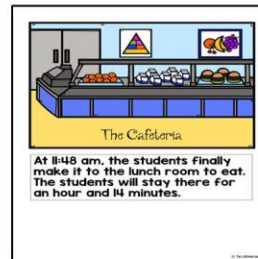 The Cafeteria
At 11:48 am, the students finally
make it to the lunch room to eat.
The students will stay there for
an hour and 14 minutes.